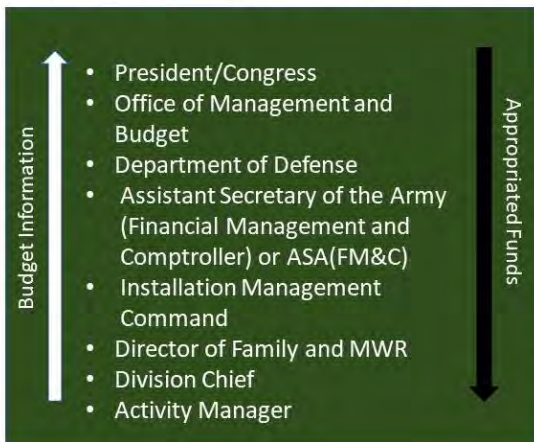 Budget Information
• President/Congress
• Office of Management and
Budget
• Department of Defense
• Assistant Secretary of the Army
(Financial Management and
Comptroller) or ASA(FM&C)
• Installation Management
Command
• Director of Family and MWR
• Division Chief
• Activity Manager
Appropriated Funds